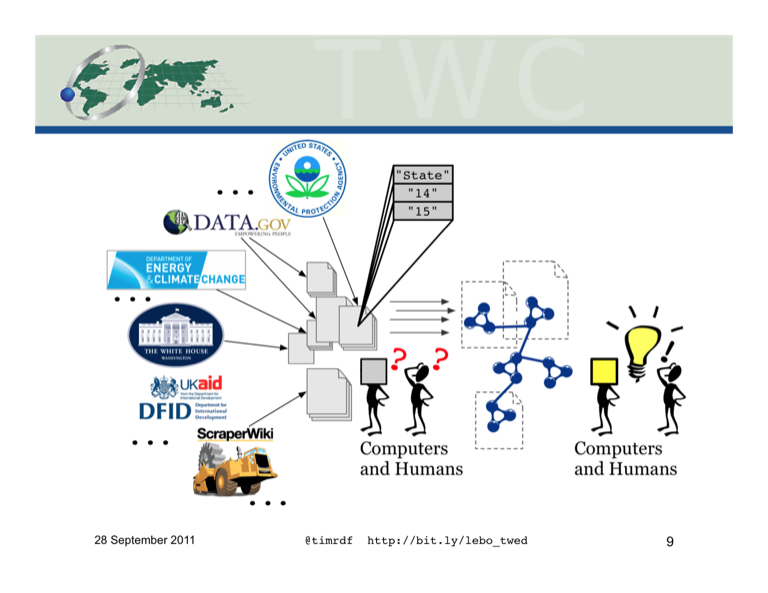 TWC
UNITED STATES
ENVIRONMENTAL PROTECTION AGENCY
"State"
"14"
"15"
...
DATA.GOV
EMPOWERING PEOPLE
DEPARTMENT OF
ENERGY
&CLIMATECHANGE
...
THE WHITE HOUSE
WASHINGTON
UKaid
from the Department for
International Development
DFID
Department for
International
Development
...
ScraperWiki
...
? ?
Computers
and Humans
!
Computers
and Humans
28 September 2011
@timrdf http://bit.ly/lebo_twed
9